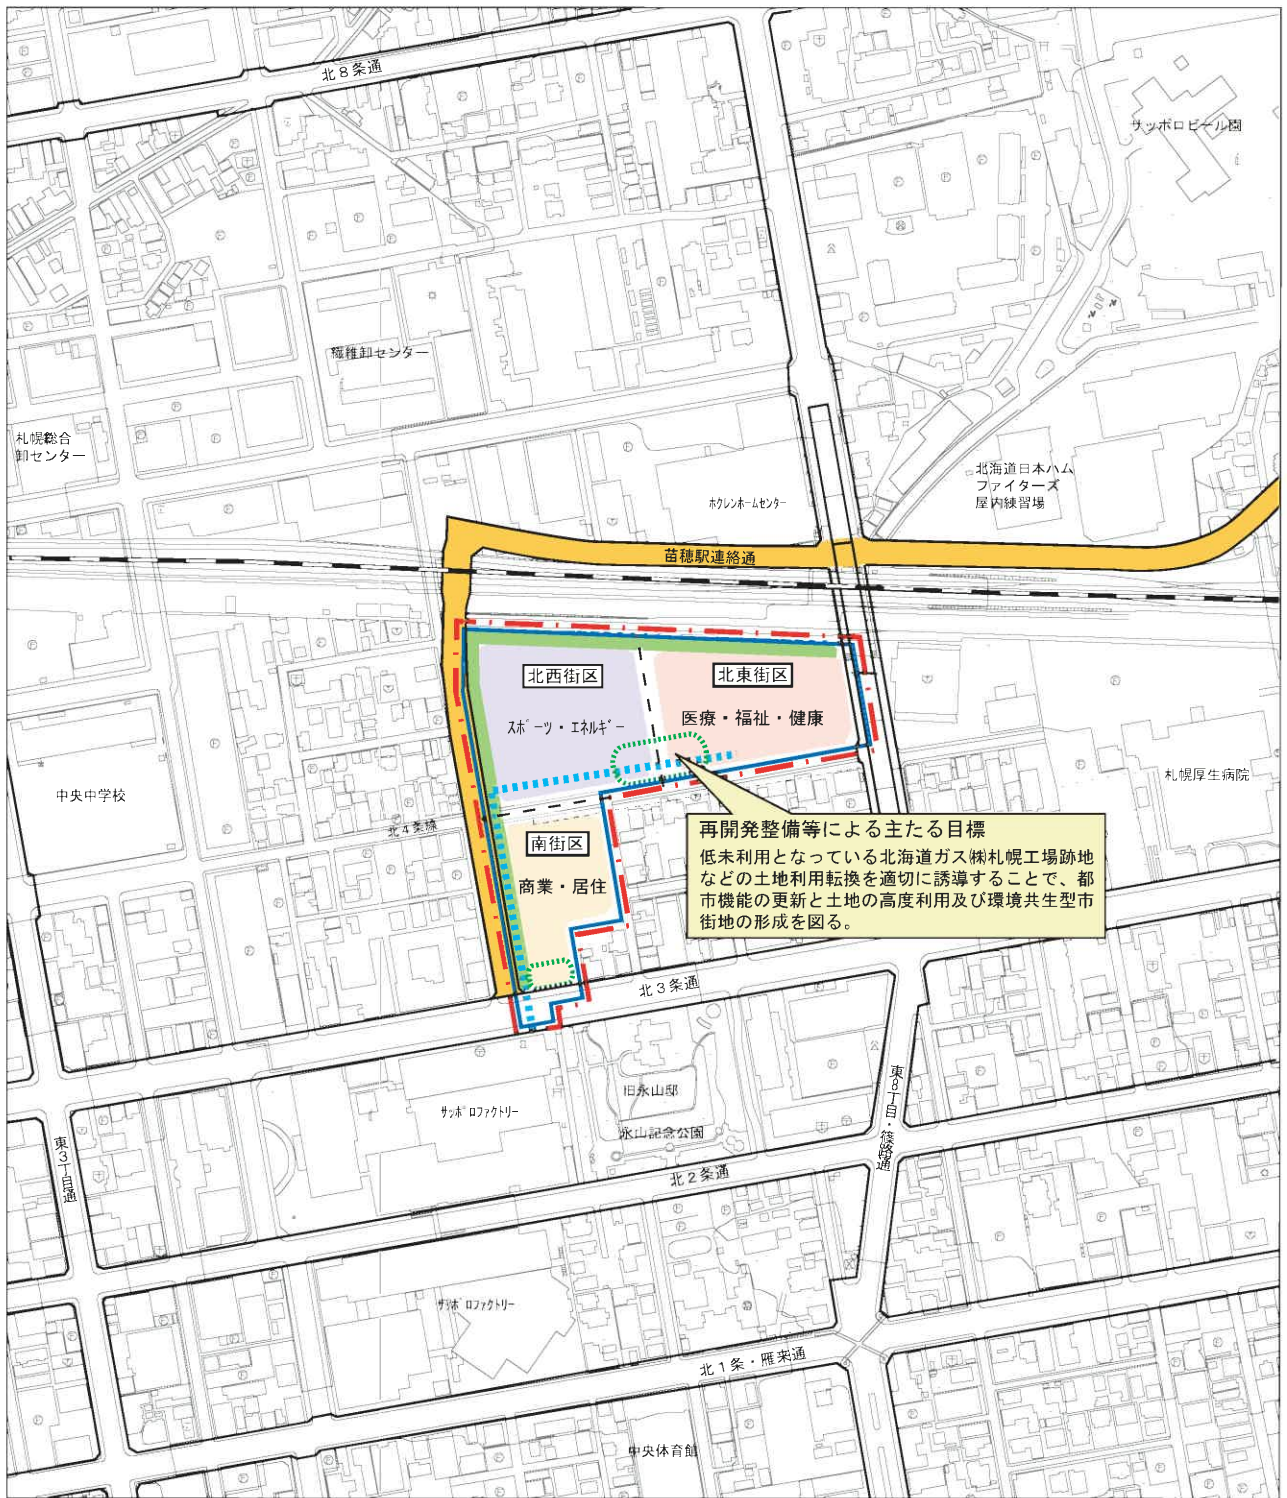 北８条通
サッポロビール園
繊維卸センター
札幌総合
卸センター
北海道日本ハム
ファイターズ
屋内練習場
ホクレンホームセンター
苗穂駅連絡通
北西街区
スポーツ・エネルギー
北東街区
医療・福祉・健康
札幌厚生病院
中央中学校
北４条線
南街区
商業・居住
再開発整備等による主たる目標
低未利用となっている北海道ガス㈱札幌工場跡地
などの土地利用転換を適切に誘導することで、都
市機能の更新と土地の高度利用及び環境共生型市
街地の形成を図る。
北３条通
旧永山邸
永山記念公園
サッポロファクトリー
東８丁目・篠路通
東３丁目通
北２条通
サッポロファクトリー
北１条・雁来通
中央体育館